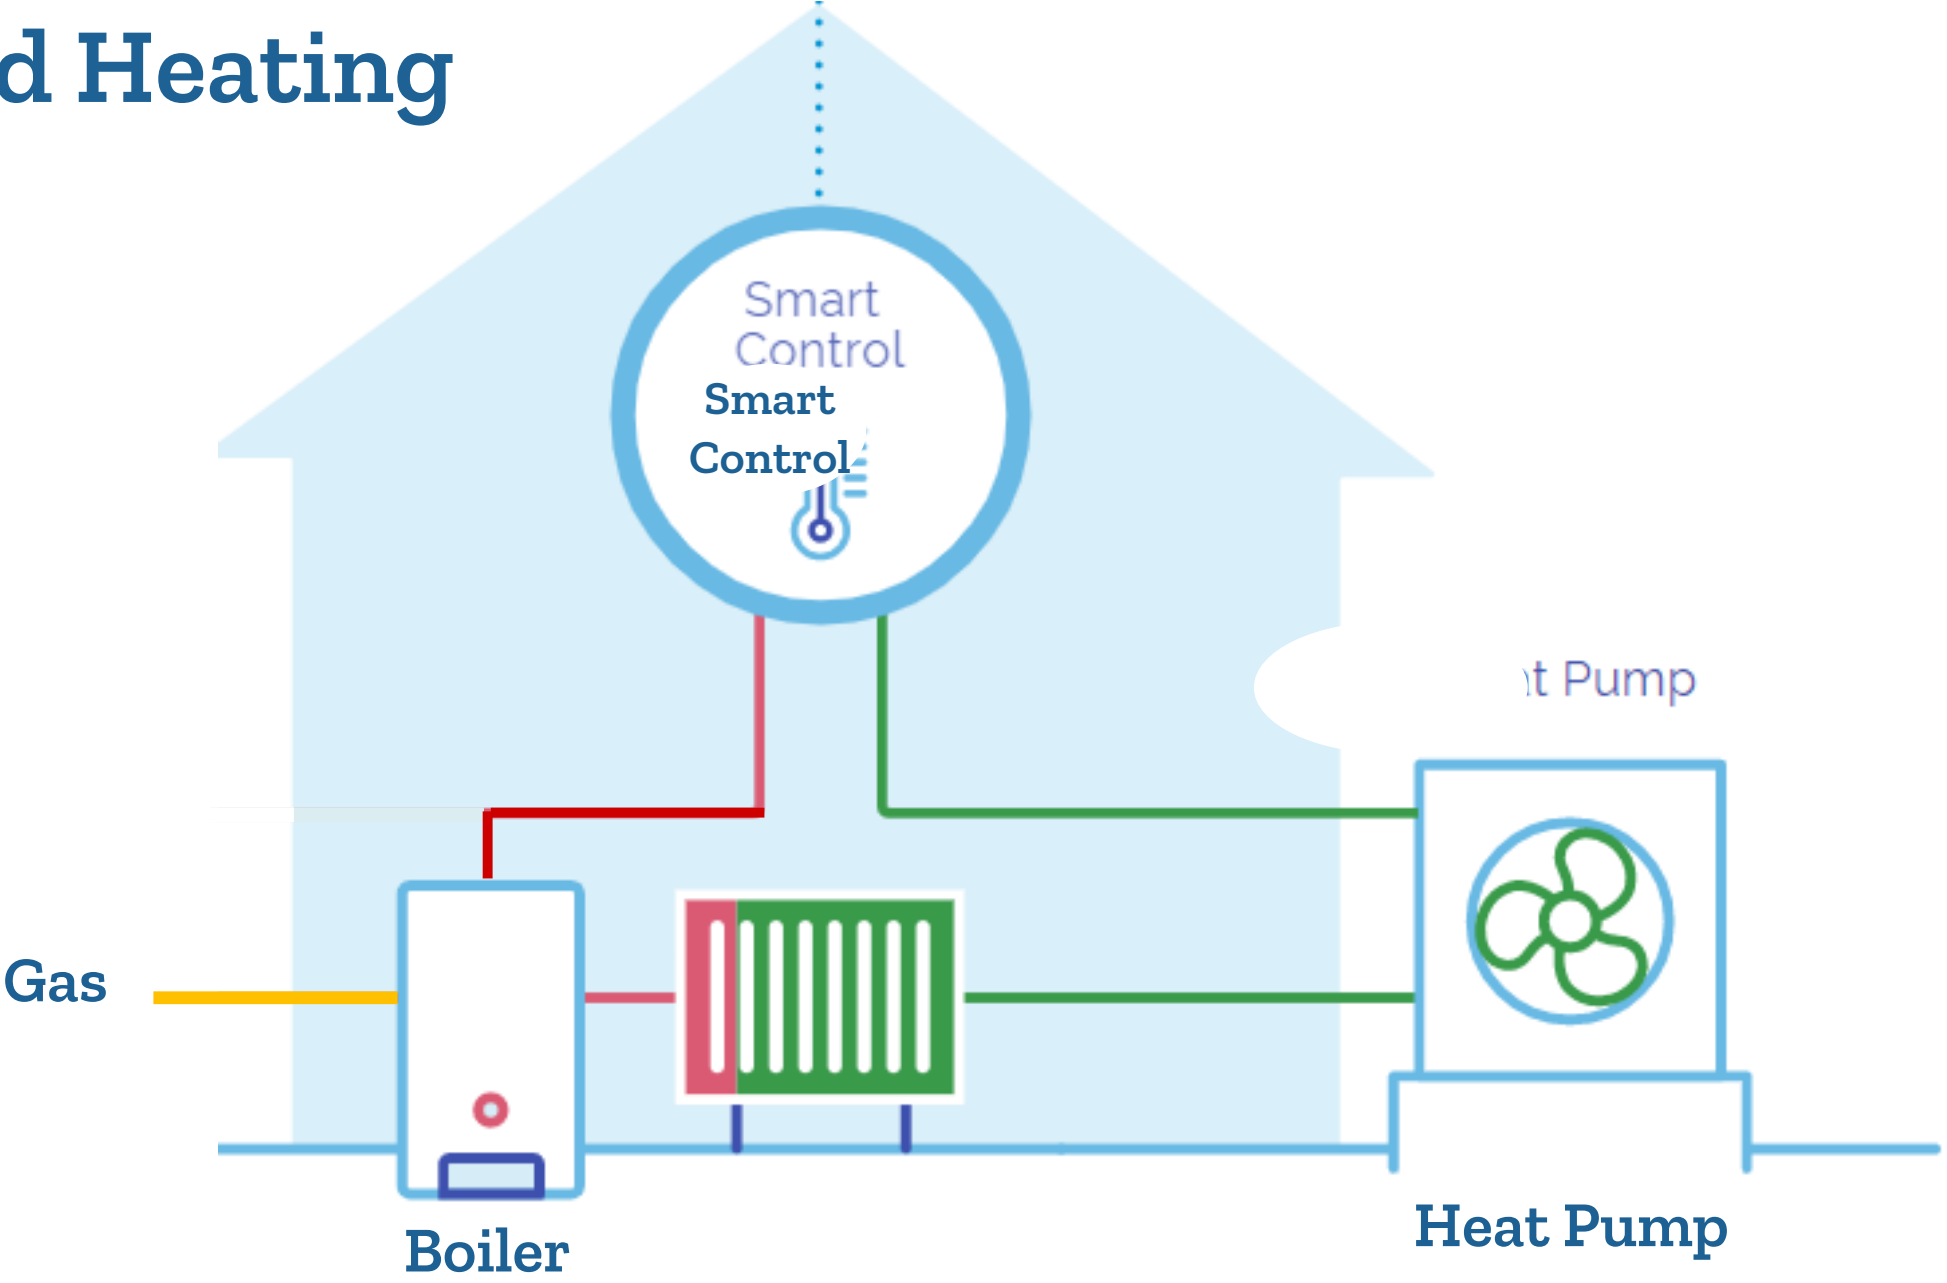 d Heating
Smart
Control
Smart
Control
t Pump
Gas
Heat Pump
Boiler